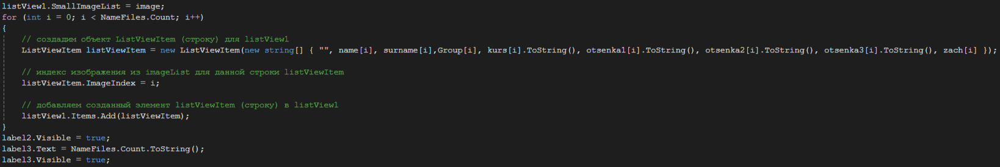 listView1.SmallImageList = image;
for (int i = 0; i < NameFiles.Count; i++)
{
// создадим объект ListViewItem (строку) для listView1
ListViewItem listViewItem = new ListViewItem(new string[] { "", name[i], surname[i],Group[i], kurs[i].ToString(), otsenka1[i].ToString(), otsenka2[i].ToString(), otsenka3[i].ToString(), zach[i] });
// индекс изображения из imageList для данной строки listViewItem
listViewItem.ImageIndex = i;
// добавляем созданный элемент listViewItem (строку) в listView1
listView1.Items.Add(listViewItem);
}
label2.Visible = true;
label3.Text = NameFiles.Count.ToString();
label3.Visible = true;